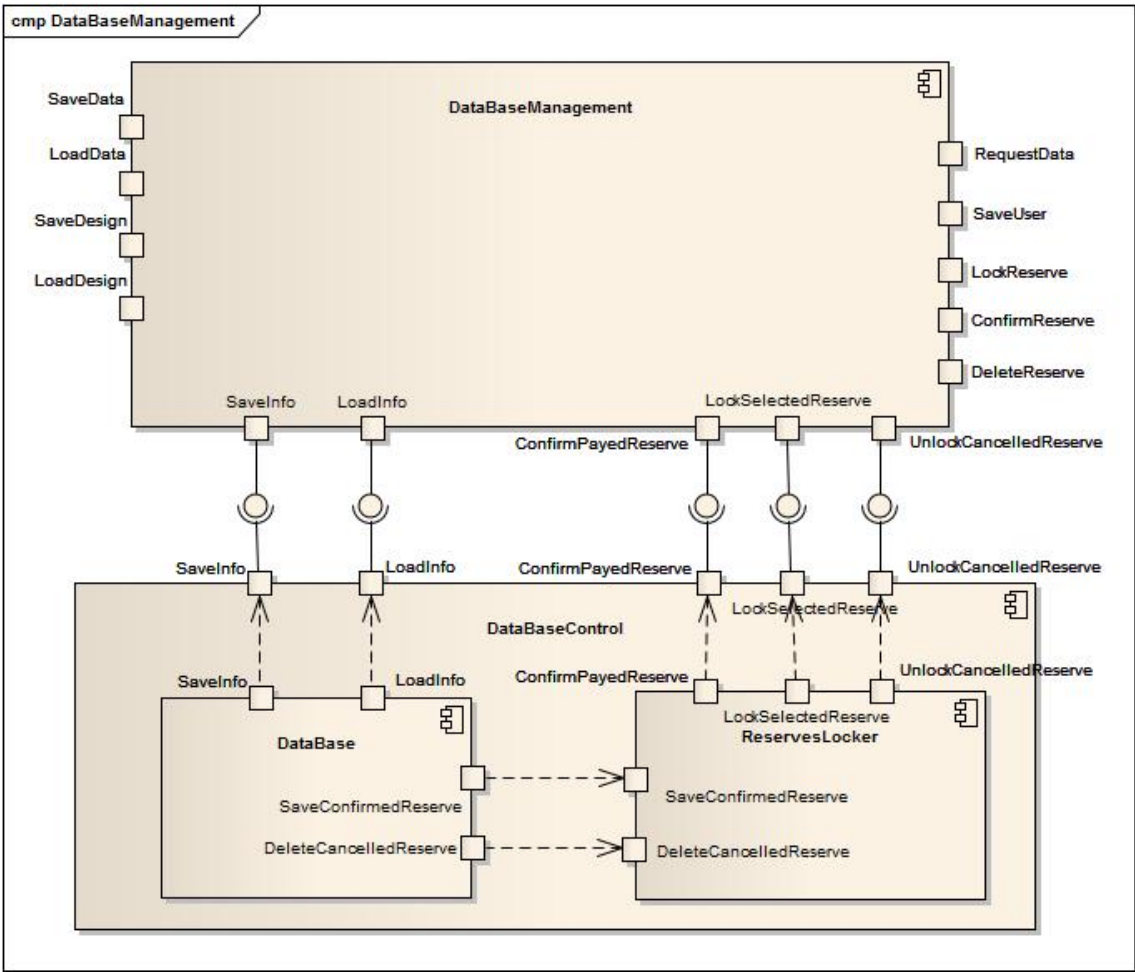 cmp DataBaseManagement
SaveData
DataBaseManagement
LoadData
RequestData
SaveDesign
SaveUser
LoadDesign
LockReserve
ConfirmReserve
DeleteReserve
SaveInfo
LoadInfo
LockSelectedReserve
ConfirmPayedReserve
UnlockCancelledReserve
SaveInfo
LoadInfo
ConfirmPayedReserve
UnlockCancelledReserve
LockSelectedReserve
DataBaseControl
SaveInfo
LoadInfo
ConfirmPayedReserve
UnlockCancelledReserve
LockSelectedReserve
DataBase
ReservesLocker
SaveConfirmedReserve
SaveConfirmedReserve
DeleteCancelledReserve
DeleteCancelledReserve